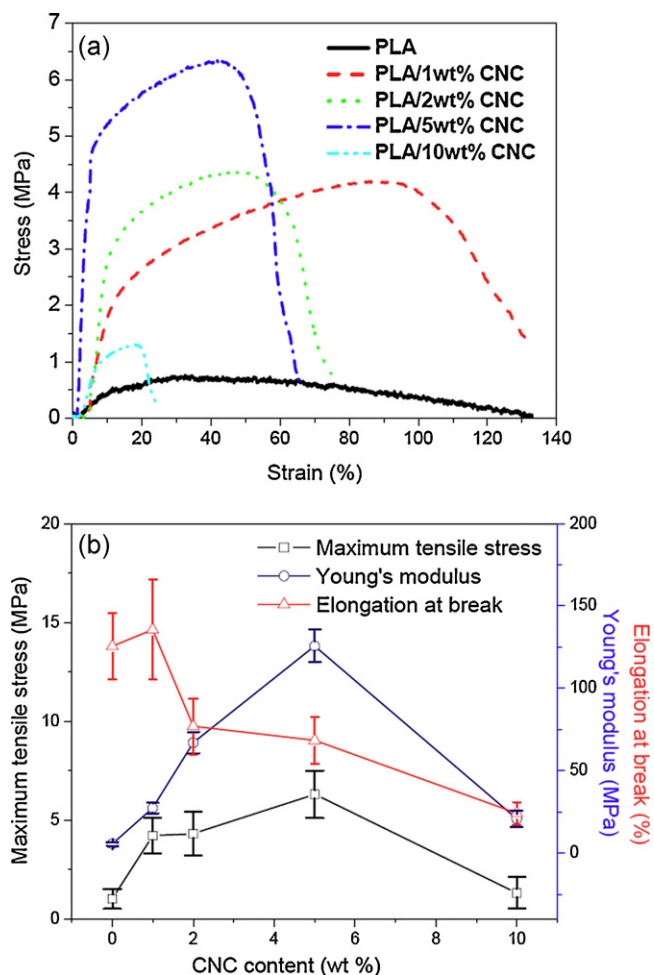 (a)
PLA
PLA/1wt% CNC
PLA/2wt% CNC
PLA/5wt% CNC
PLA/10wt% CNC
7
6
5
4
3
2
1
0
Stress (MPa)
0 20 40 60 80 100 120 140
Strain (%)
(b)
Maximum tensile stress
Young's modulus
Elongation at break
20
15
10
5
0
Maximum tensile stress (MPa)
200
150
100
50
0
Young's modulus (MPa)
Elongation at break (%)
0 2 4 6 8 10
CNC content (wt %)